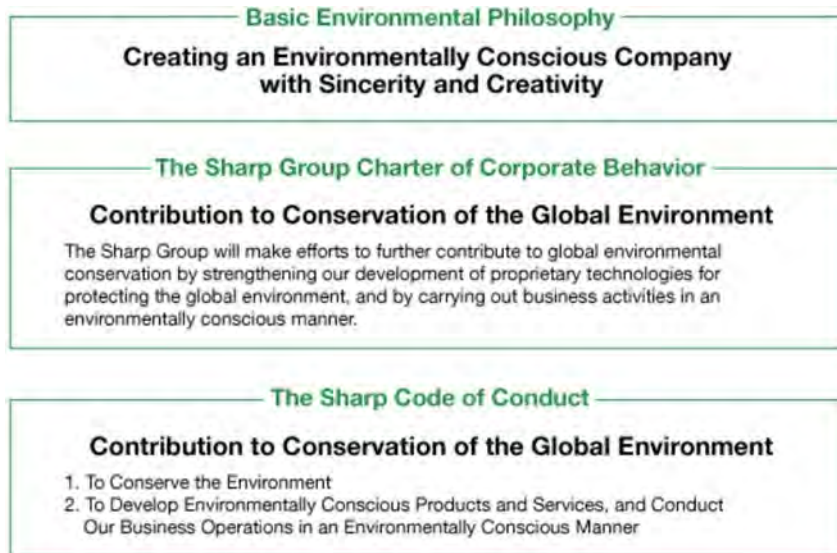 Basic Environmental Philosophy
Creating an Environmentally Conscious Company
with Sincerity and Creativity
The Sharp Group Charter of Corporate Behavior
Contribution to Conservation of the Global Environment
The Sharp Group will make efforts to further contribute to global environmental
conservation by strengthening our development of proprietary technologies for
protecting the global environment, and by carrying out business activities in an
environmentally conscious manner.
The Sharp Code of Conduct
Contribution to Conservation of the Global Environment
1. To Conserve the Environment
2. To Develop Environmentally Conscious Products and Services, and Conduct
Our Business Operations in an Environmentally Conscious Manner